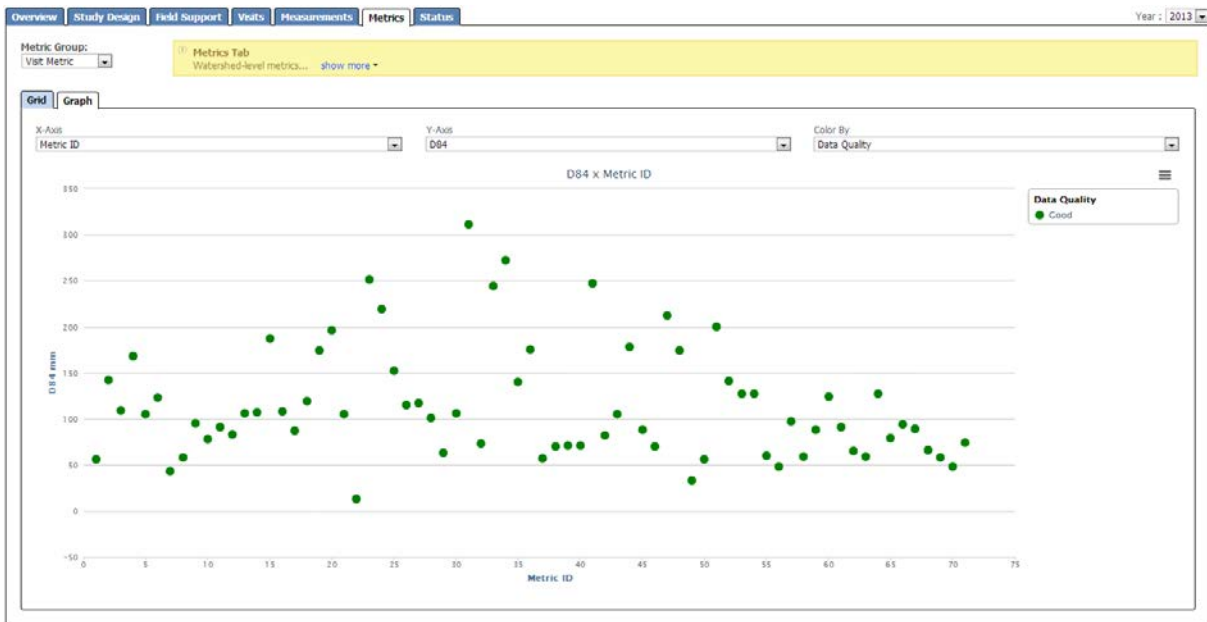 Overview Study Design Field Support Visits Measurements Metrics Status Year : 2013
Metric Group:
Visit Metric
Metrics Tab
Watershed-level metrics... show more
Grid Graph
X-Axis Y-Axis Color By
Metric ID D84 Data Quality
D84 x Metric ID
Data Quality
Good
350
300
250
200
150
100
50
0
-50
D84 mm
0 5 10 15 20 25 30 35 40 45 50 55 60 65 70 75
Metric ID